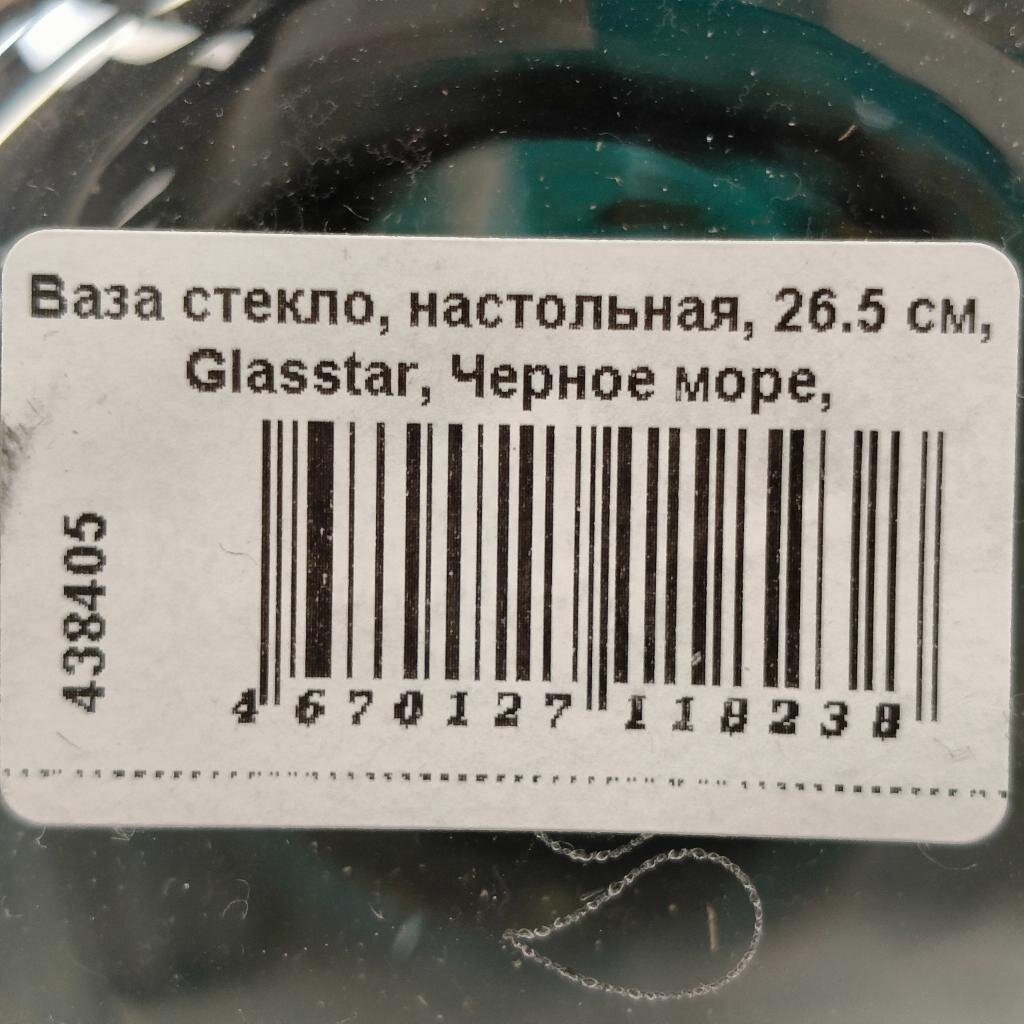 Ваза стекло, настольная, 26.5 см,
Glasstar, Черное море,
438405
4 670127 118238